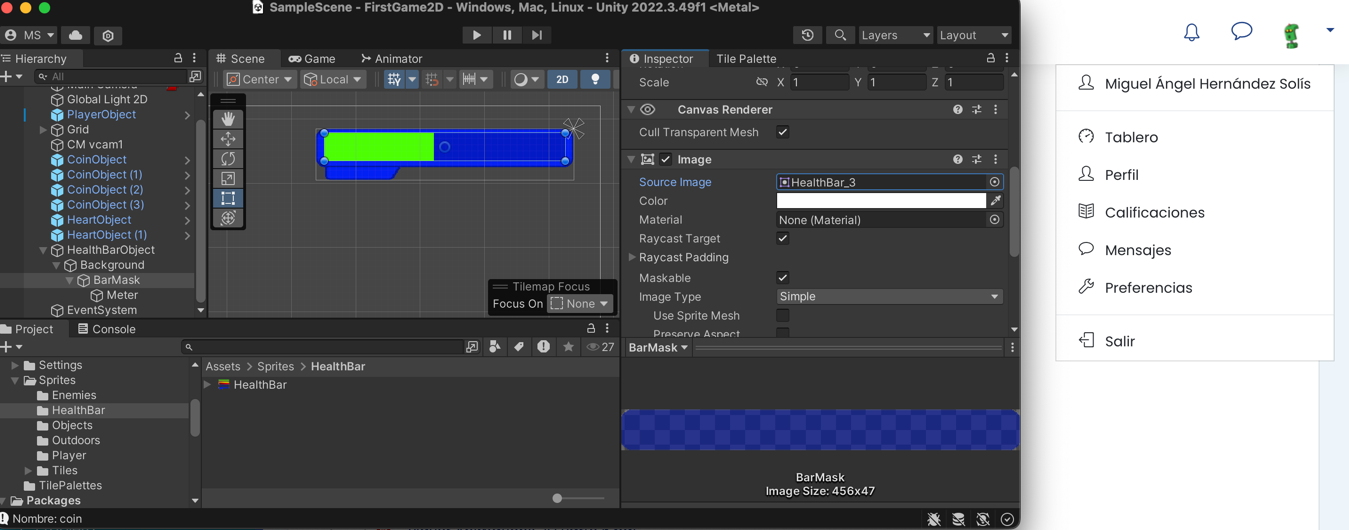 SampleScene - FirstGame2D - Windows, Mac, Linux - Unity 2022.3.49f1 <Metal>
MS
Layers
Layout
Hierarchy
Scene
Game
Animator
Inspector
Tile Palette
All
Center
Local
2D
Main Camera
Global Light 2D
PlayerObject
Grid
CM vcam1
CoinObject
CoinObject (1)
CoinObject (2)
CoinObject (3)
HeartObject
HeartObject (1)
HealthBarObject
Background
BarMask
Meter
EventSystem
Tilemap Focus
Focus On
None
Rotation
Scale
X 1
Y 1
Z 1
Canvas Renderer
Cull Transparent Mesh
Image
Source Image
HealthBar_3
Color
Material
None (Material)
Raycast Target
Raycast Padding
Maskable
Image Type
Simple
Use Sprite Mesh
Preserve Aspect
BarMask
BarMask
Image Size: 456x47
Project
Console
27
Settings
Sprites
Enemies
HealthBar
Objects
Outdoors
Player
Tiles
TilePalettes
Packages
Assets > Sprites > HealthBar
HealthBar
Nombre: coin
Miguel Ángel Hernández Solís
Tablero
Perfil
Calificaciones
Mensajes
Preferencias
Salir